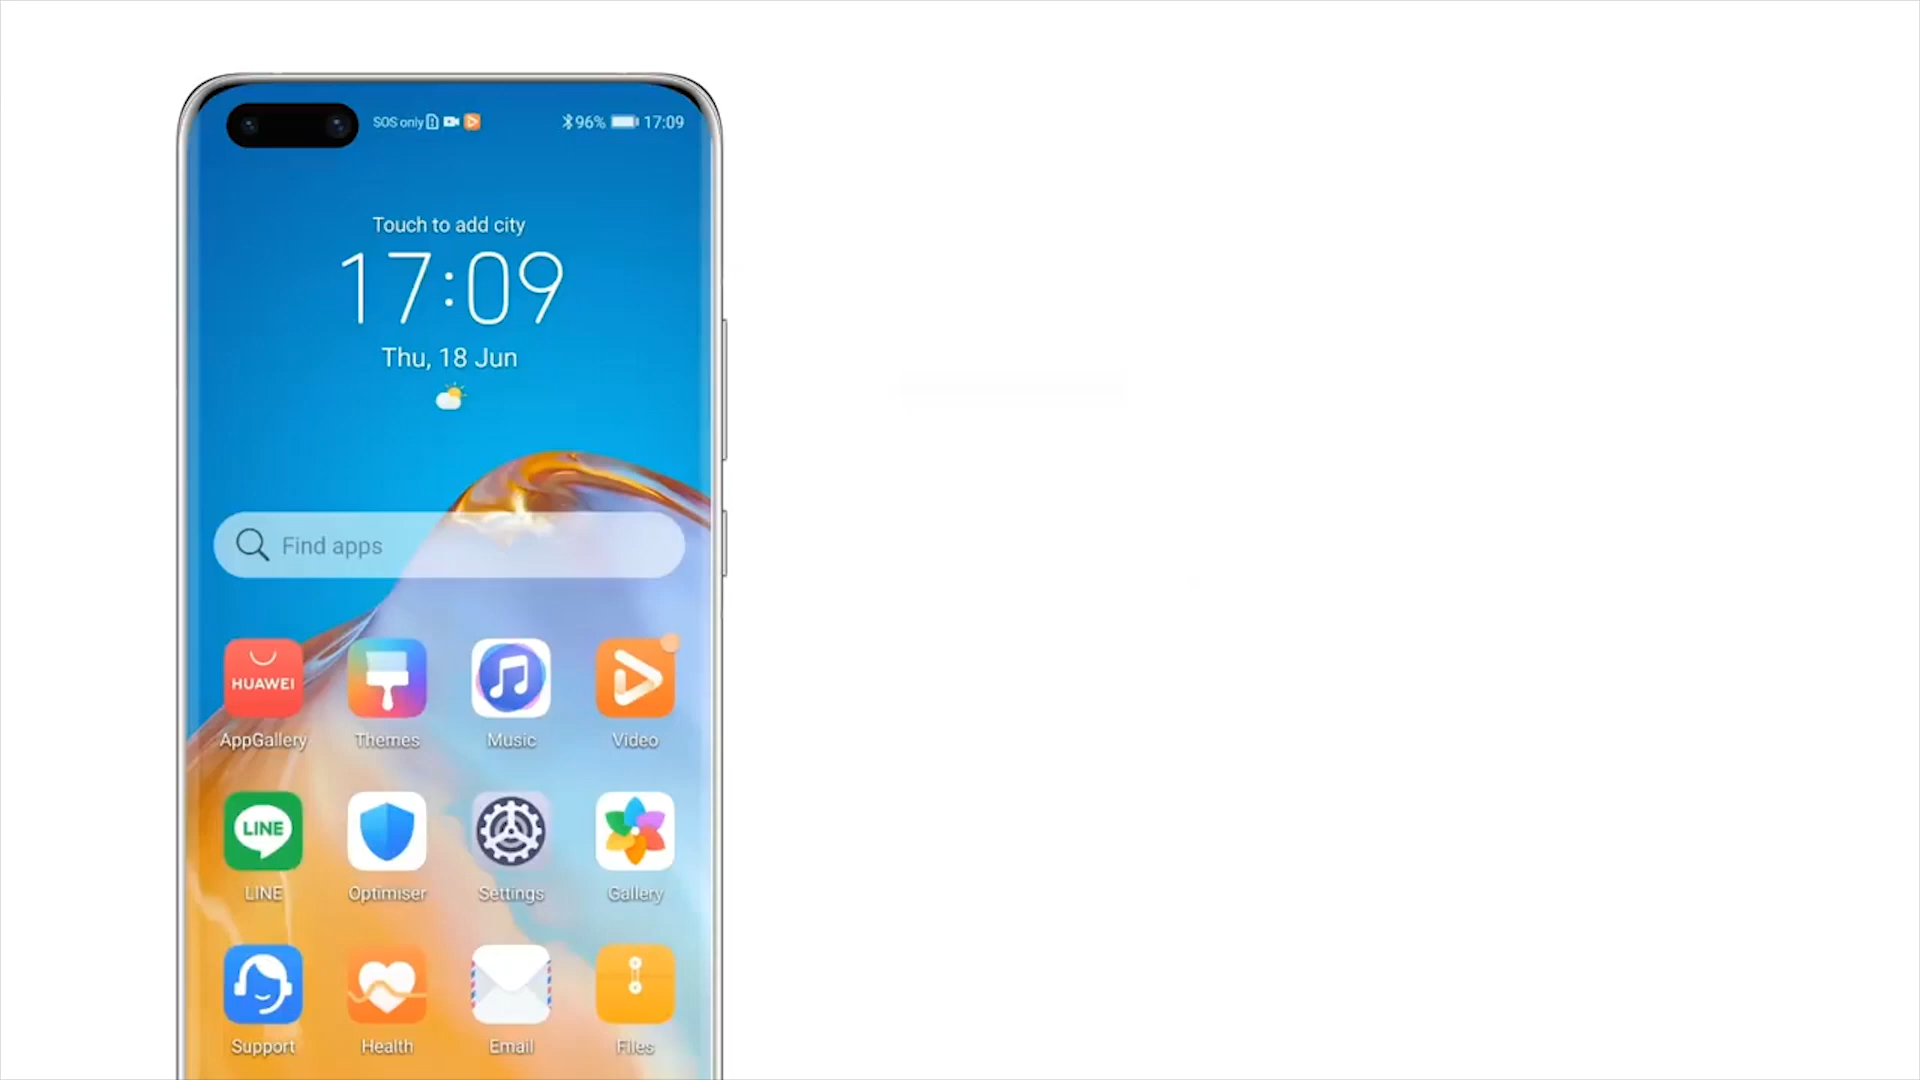 SOS only 96% 17:09
Touch to add city
17:09
Thu, 18 Jun
Find apps
HUAWEI
AppGallery Themes Music Video
LINE
LINE Optimiser Settings Gallery
Support Health Email Files